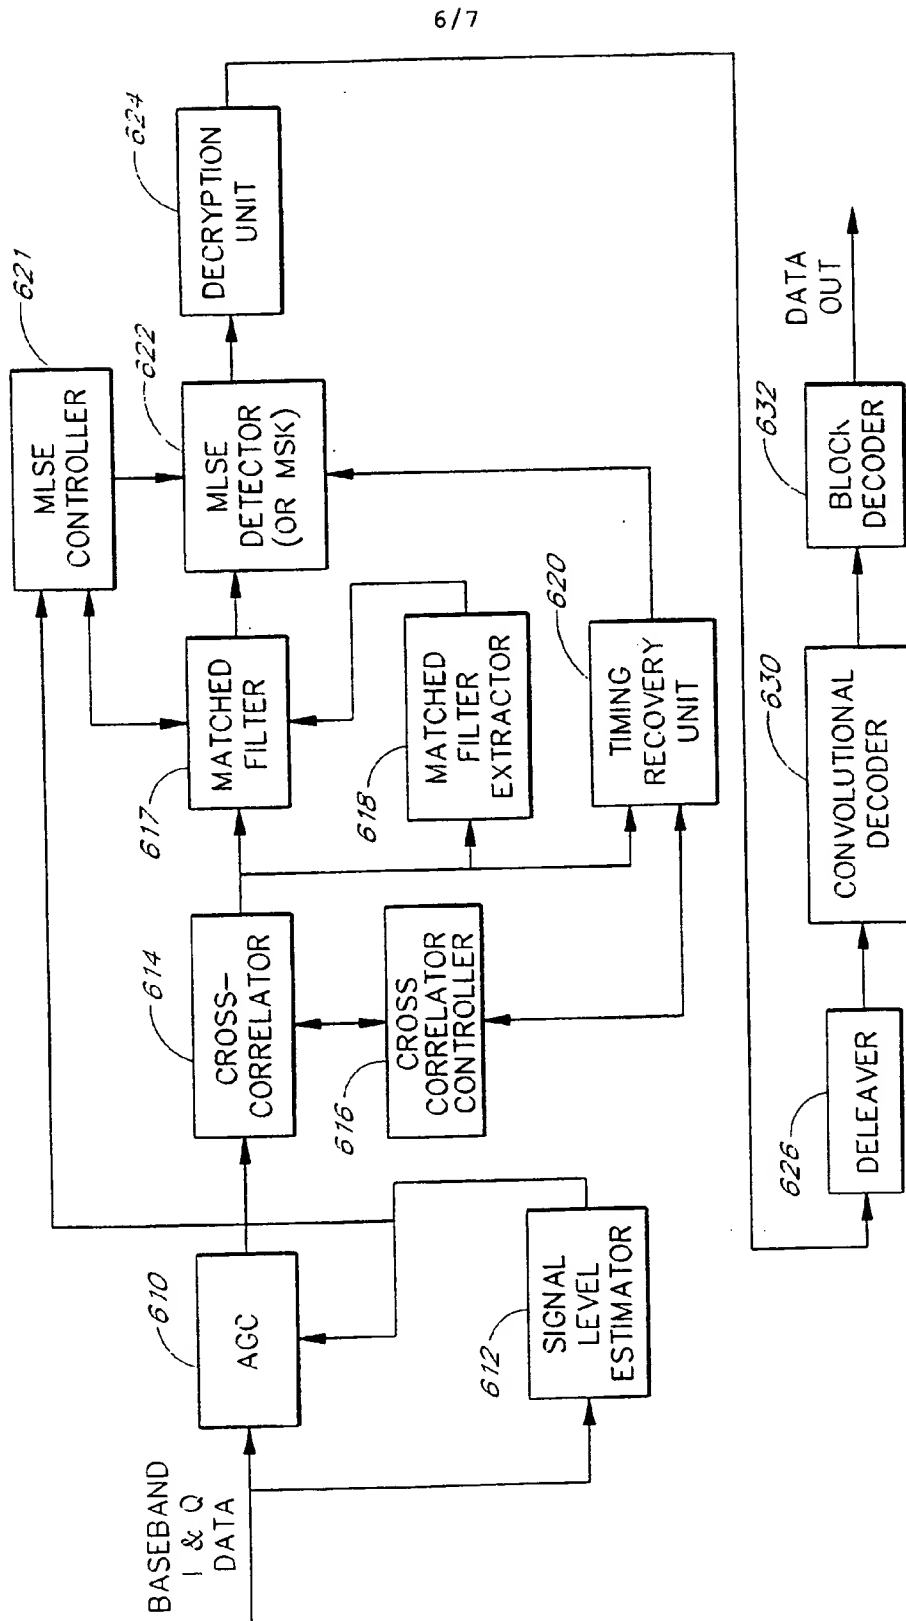 6/7
BASEBAND
I & Q
DATA
610
AGC
612
SIGNAL
LEVEL
ESTIMATOR
614
CROSS-
CORRELATOR
616
CROSS
CORRELATOR
CONTROLLER
617
MATCHED
FILTER
618
MATCHED
FILTER
EXTRACTOR
620
TIMING
RECOVERY
UNIT
621
MLSE
CONTROLLER
622
MLSE
DETECTOR
(OR MSK)
624
DECRYPTION
UNIT
626
DELEAVER
630
CONVOLUTIONAL
DECODER
632
BLOCK
DECODER
DATA
OUT